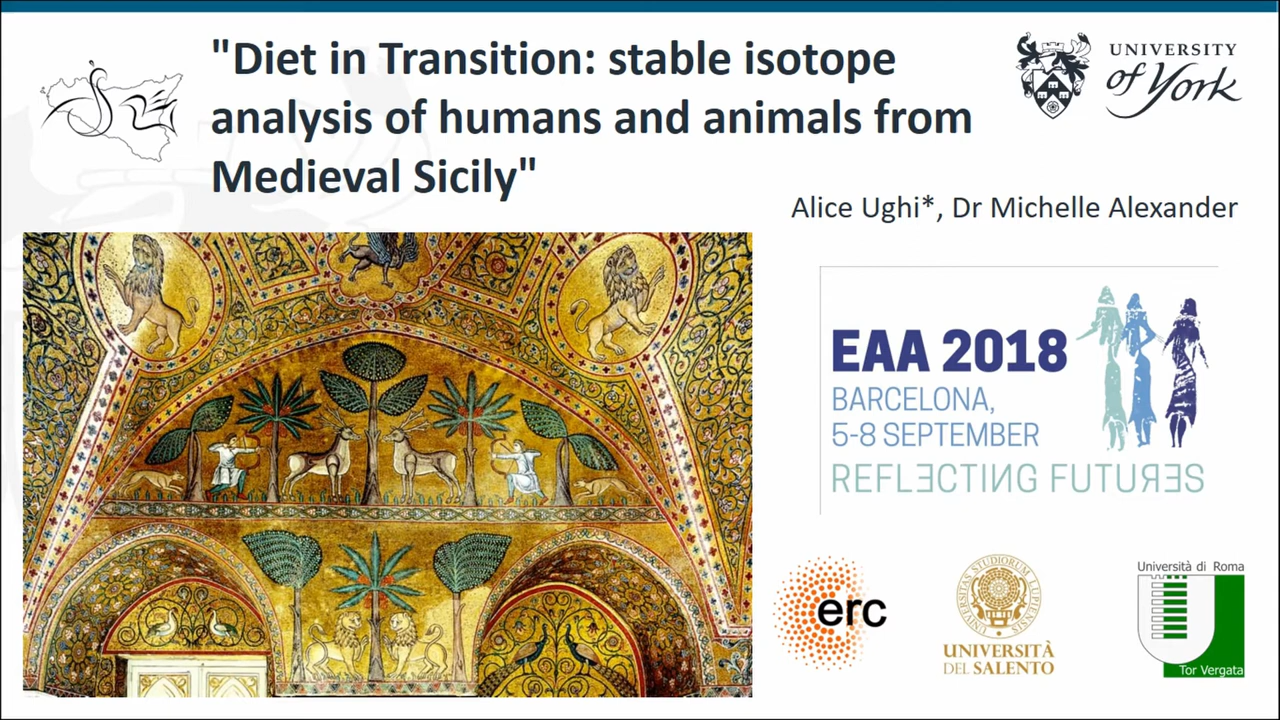 "Diet in Transition: stable isotope
analysis of humans and animals from
Medieval Sicily"
UNIVERSITY
of York
Alice Ughi*, Dr Michelle Alexander
EAA 2018
BARCELONA,
5-8 SEPTEMBER
REFLECTING FUTURES
erc
UNIVERSITÀ
DEL SALENTO
Università di Roma
Tor Vergata